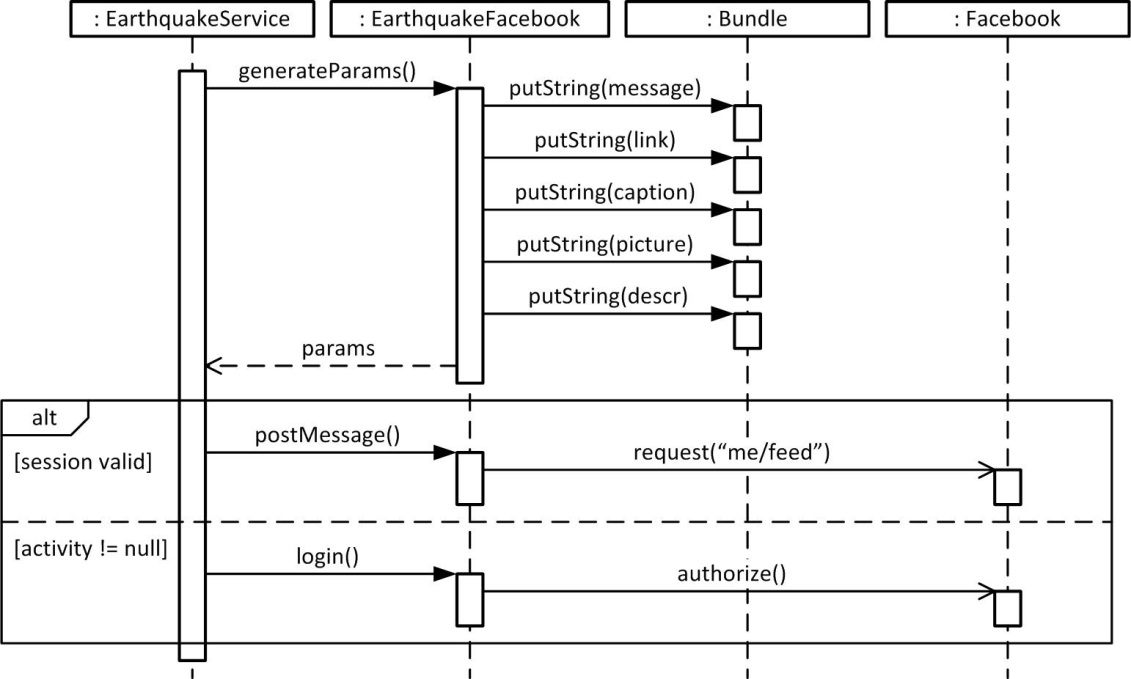 : EarthquakeService
: EarthquakeFacebook
: Bundle
: Facebook
generateParams()
putString(message)
putString(link)
putString(caption)
putString(picture)
putString(descr)
params
alt
postMessage()
[session valid]
request(“me/feed”)
[activity != null]
login()
authorize()